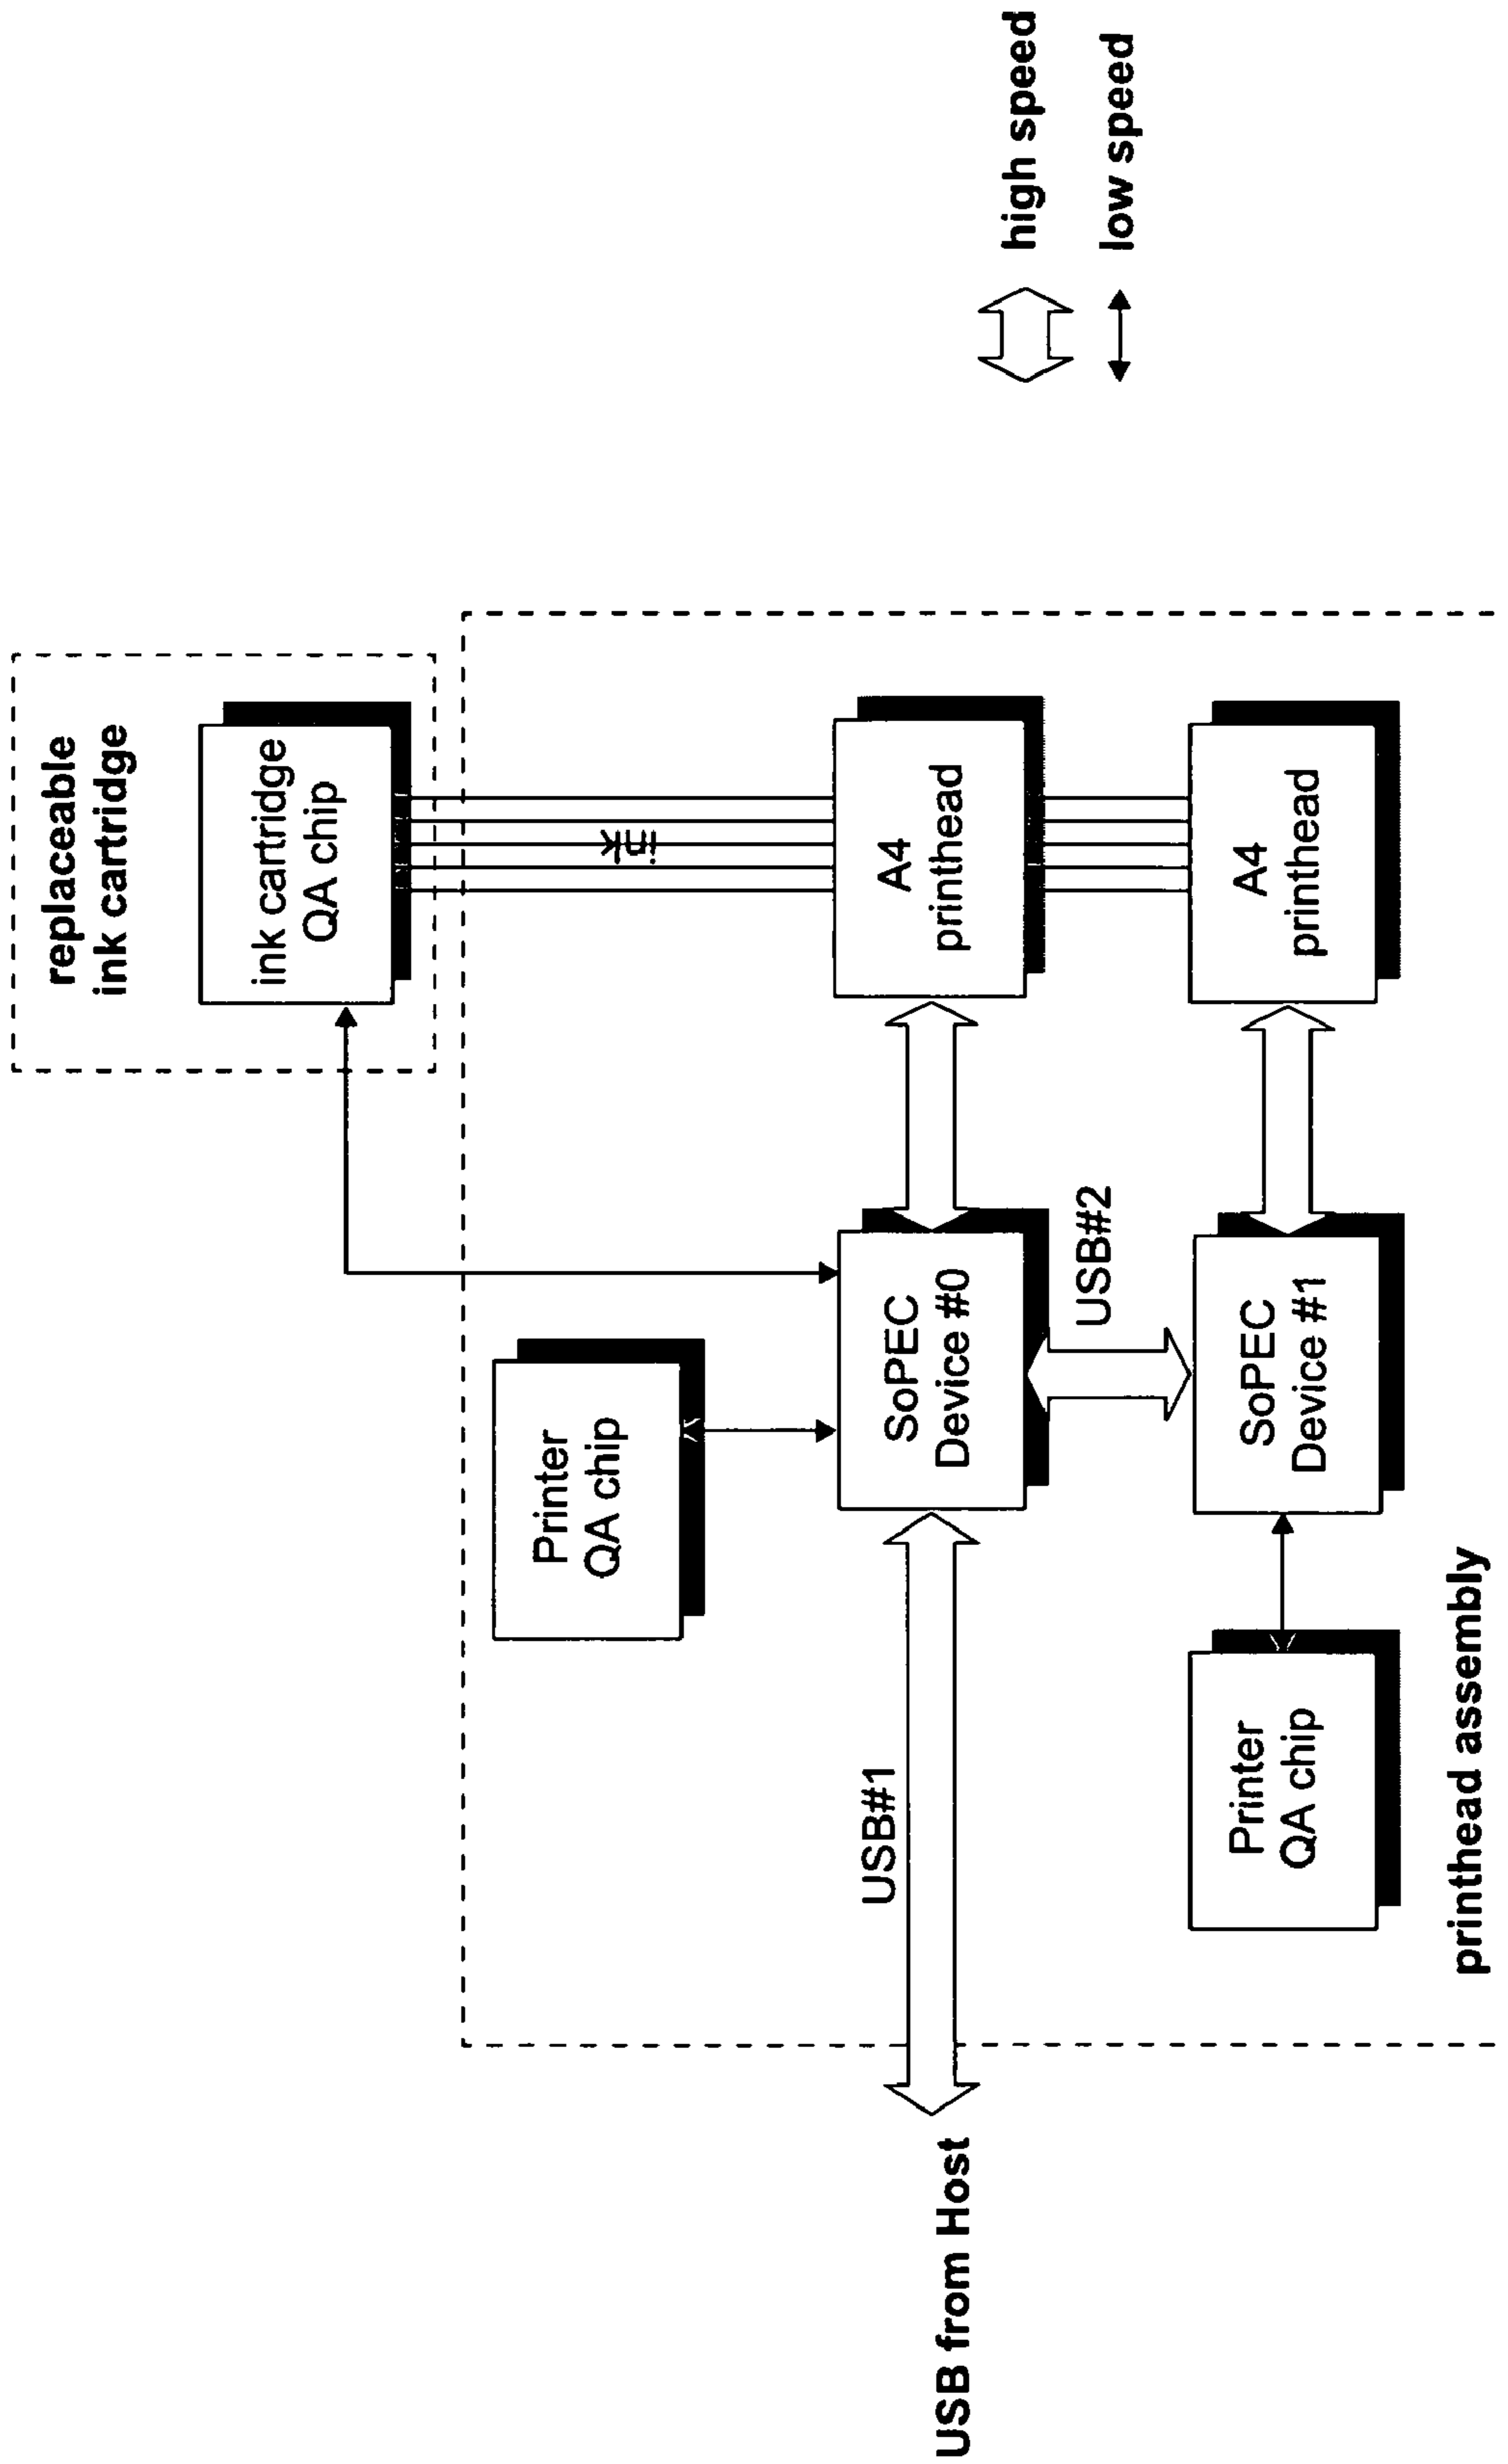 replaceable
ink cartridge
ink cartridge
QA chip
Printer
QA chip
ink
USB from Host
USB#1
SoPEC
Device #0
A4
printhead
high speed
low speed
USB#2
Printer
QA chip
SoPEC
Device #1
A4
printhead
printhead assembly